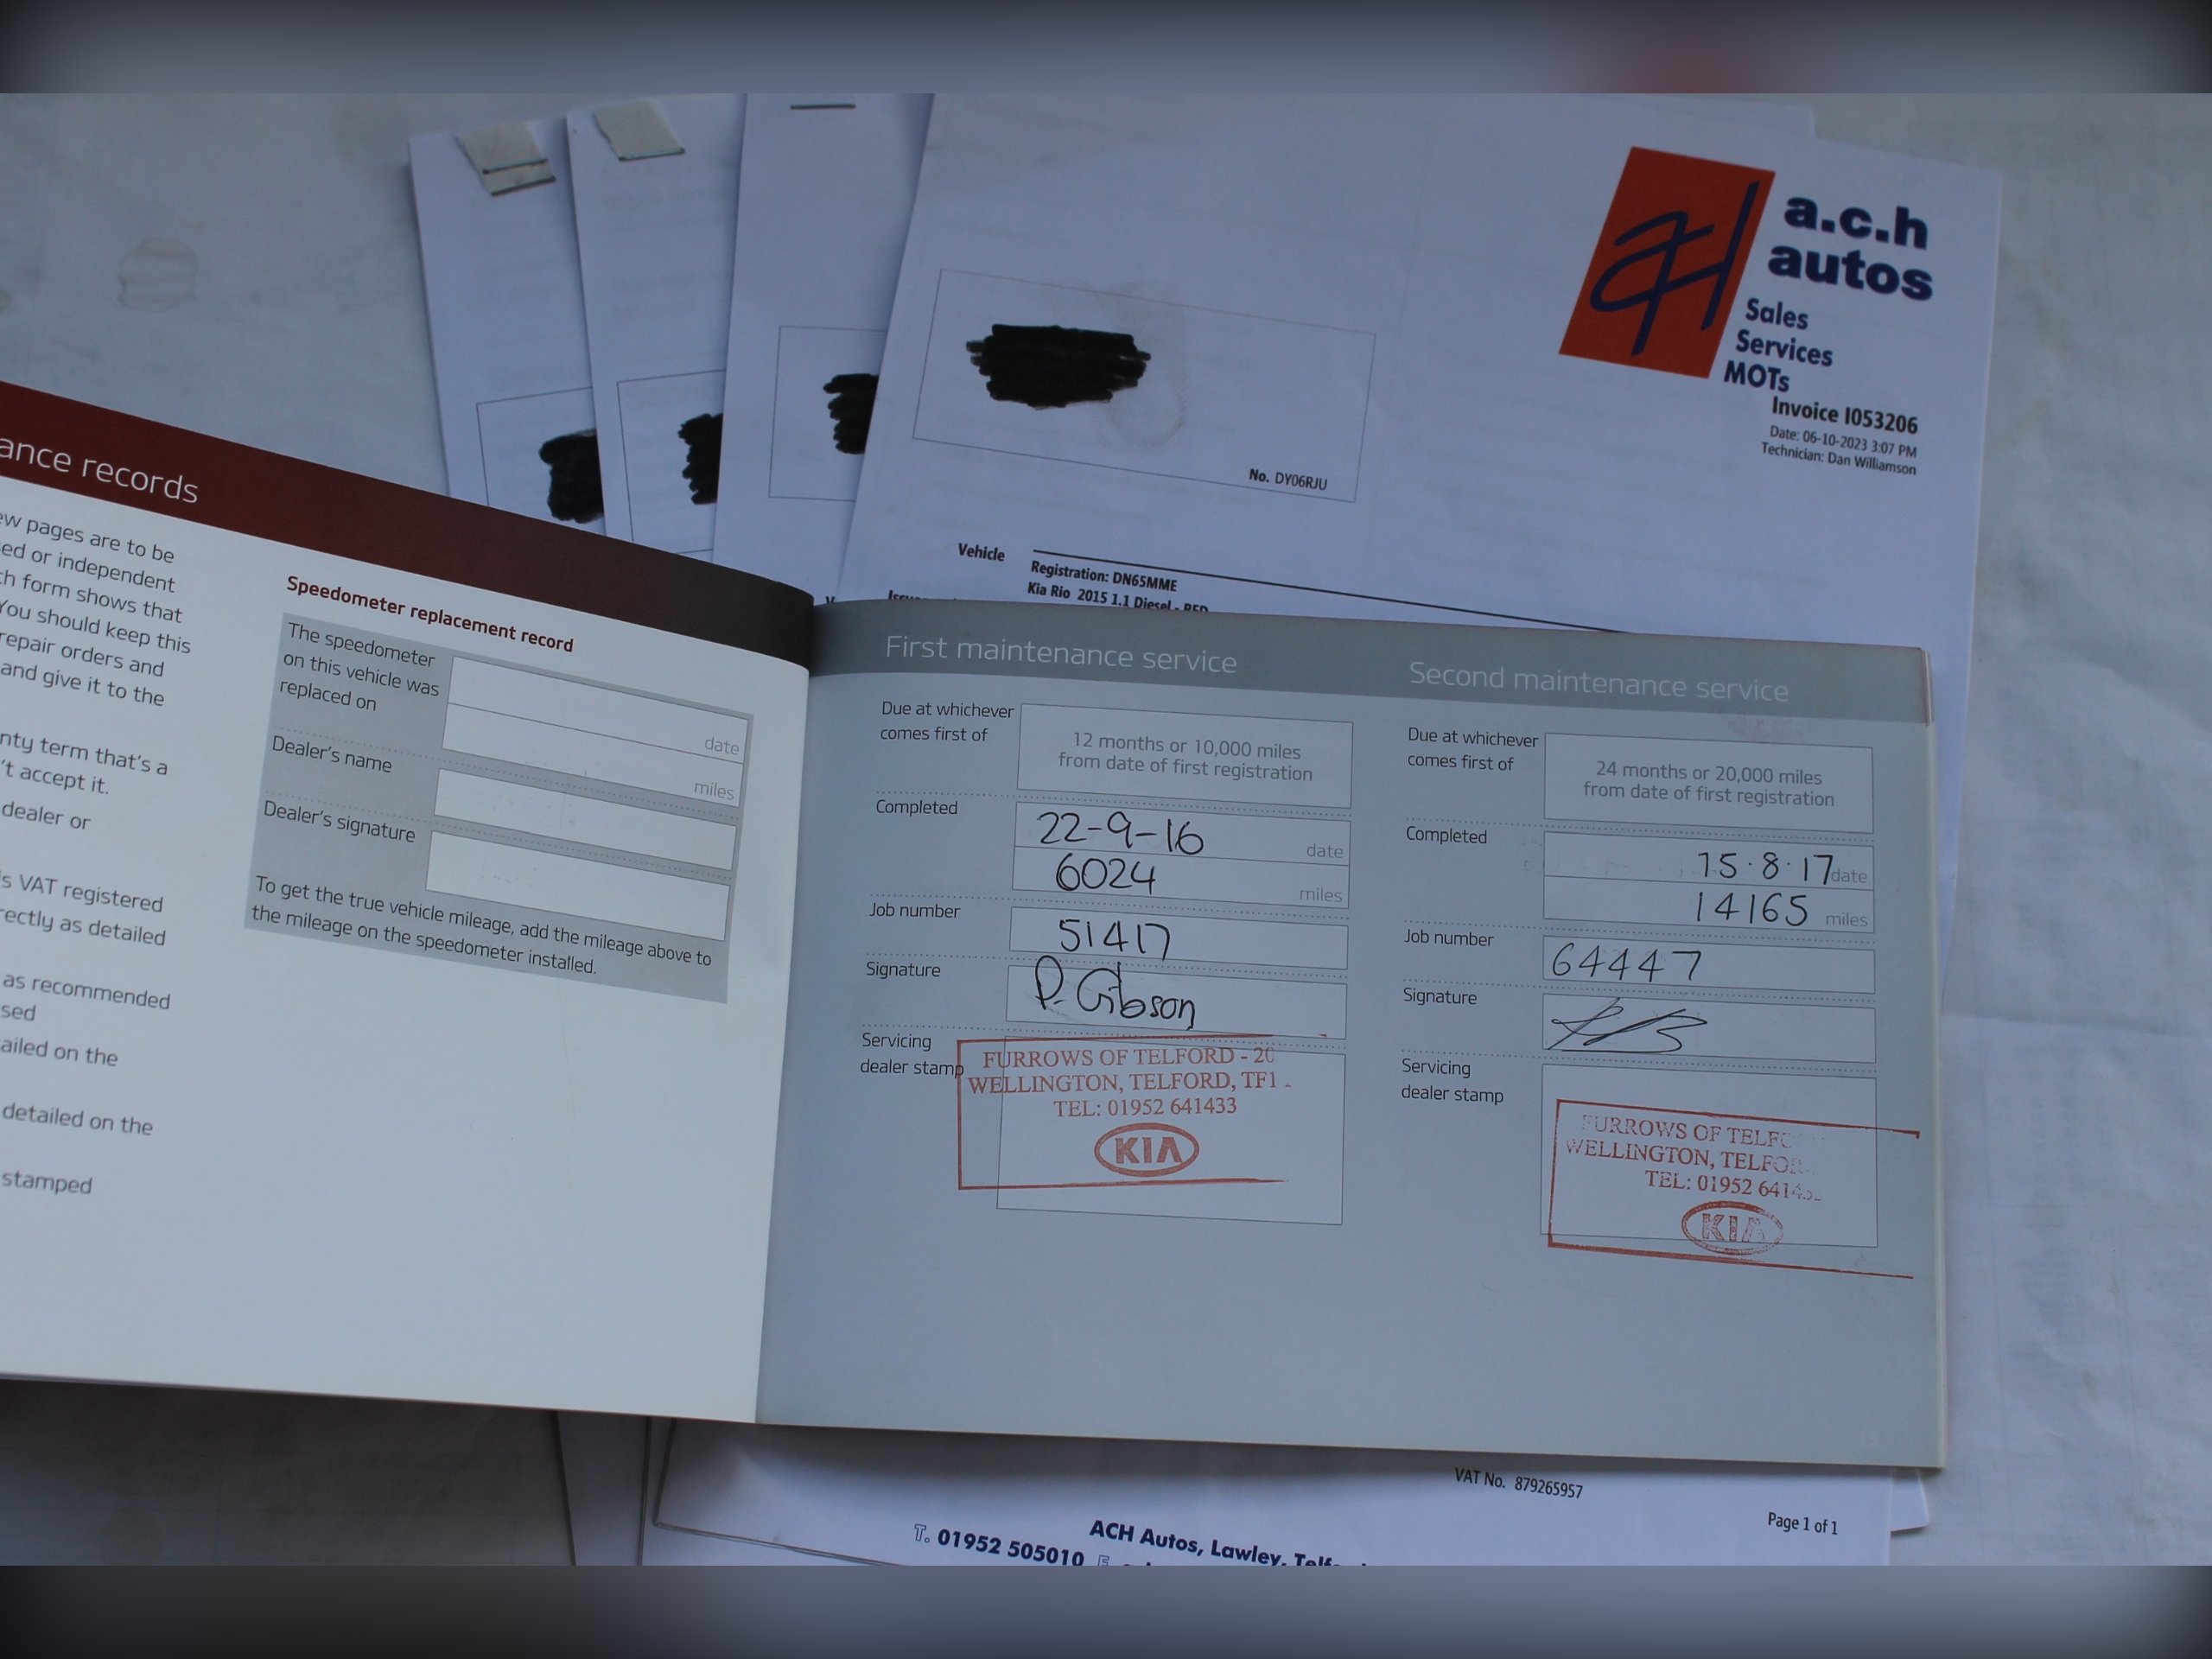 a.c.h
autos
Sales
Services
MOTs
Invoice I053206
Date: 06-10-2023 3:07 PM
Technician: Dan Williamson
No. DY06RJU
Vehicle
Registration: DN65MME
Kia Rio 2015 1.1 Diesel - RED
records
pages are to be
or independent
form shows that
You should keep this
repair orders and
and give it to the
term that's a
accept it.
dealer or
VAT registered
as detailed
as recommended
on the
detailed on the
stamped
Speedometer replacement record
The speedometer
on this vehicle was
replaced on
date
miles
Dealer's name
Dealer's signature
To get the true vehicle mileage, add the mileage above to
the mileage on the speedometer installed.
First maintenance service
Due at whichever
comes first of
12 months or 10,000 miles
from date of first registration
Completed
22-9-16 date
6024 miles
Job number
51417
Signature
P. Gibson
Servicing
dealer stamp
FURROWS OF TELFORD - 20
WELLINGTON, TELFORD, TF1
TEL: 01952 641433
KIA
Second maintenance service
Due at whichever
comes first of
24 months or 20,000 miles
from date of first registration
Completed
15·8·17 date
14165 miles
Job number
64447
Signature
Servicing
dealer stamp
FURROWS OF
WELLINGTON,
TEL: 01952
KIA
VAT No. 879265957
Page 1 of 1
ACH Autos, Lawley,
T. 01952 505010